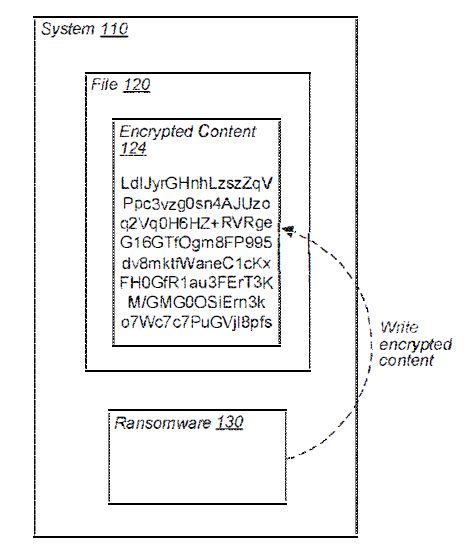 System 110
File 120
Encrypted Content
124
LdIJyrGHnhLzszZqV
Ppc3vzg0sn4AJUzo
q2Vq0H6HZ+RVRge
G16GTfOgm8FP995
dv8mktfWaneC1cKx
FH0GfR1au3FErT3K
M/GMG0OSiErn3k
o7Wc7c7PuGVjI8pfs
Write
encrypted
content
Ransomware 130